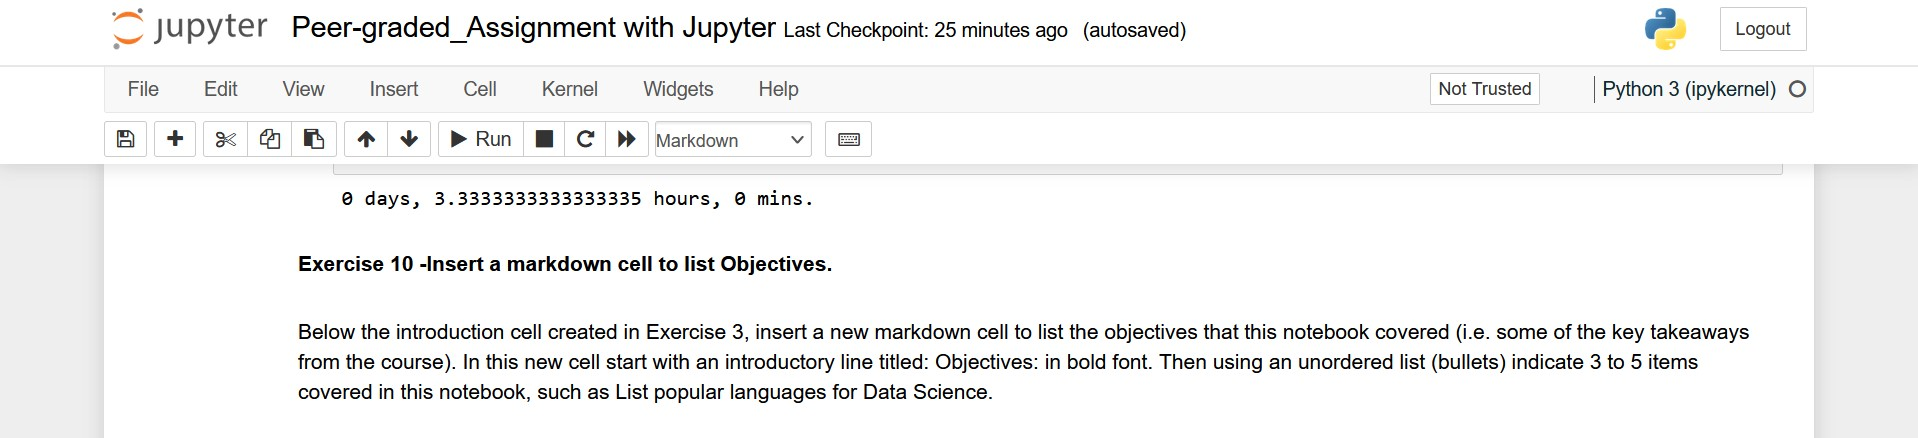 jupyter Peer-graded_Assignment with Jupyter Last Checkpoint: 25 minutes ago (autosaved) Logout
File Edit View Insert Cell Kernel Widgets Help Not Trusted Python 3 (ipykernel)
Run Markdown
0 days, 3.3333333333333335 hours, 0 mins.
Exercise 10 -Insert a markdown cell to list Objectives.
Below the introduction cell created in Exercise 3, insert a new markdown cell to list the objectives that this notebook covered (i.e. some of the key takeaways
from the course). In this new cell start with an introductory line titled: Objectives: in bold font. Then using an unordered list (bullets) indicate 3 to 5 items
covered in this notebook, such as List popular languages for Data Science.